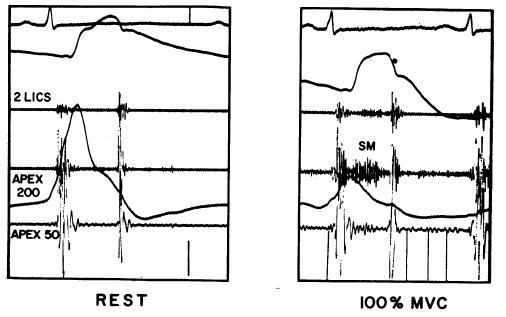 2 LICS
APEX
200
APEX 50
REST
SM
100% MVC